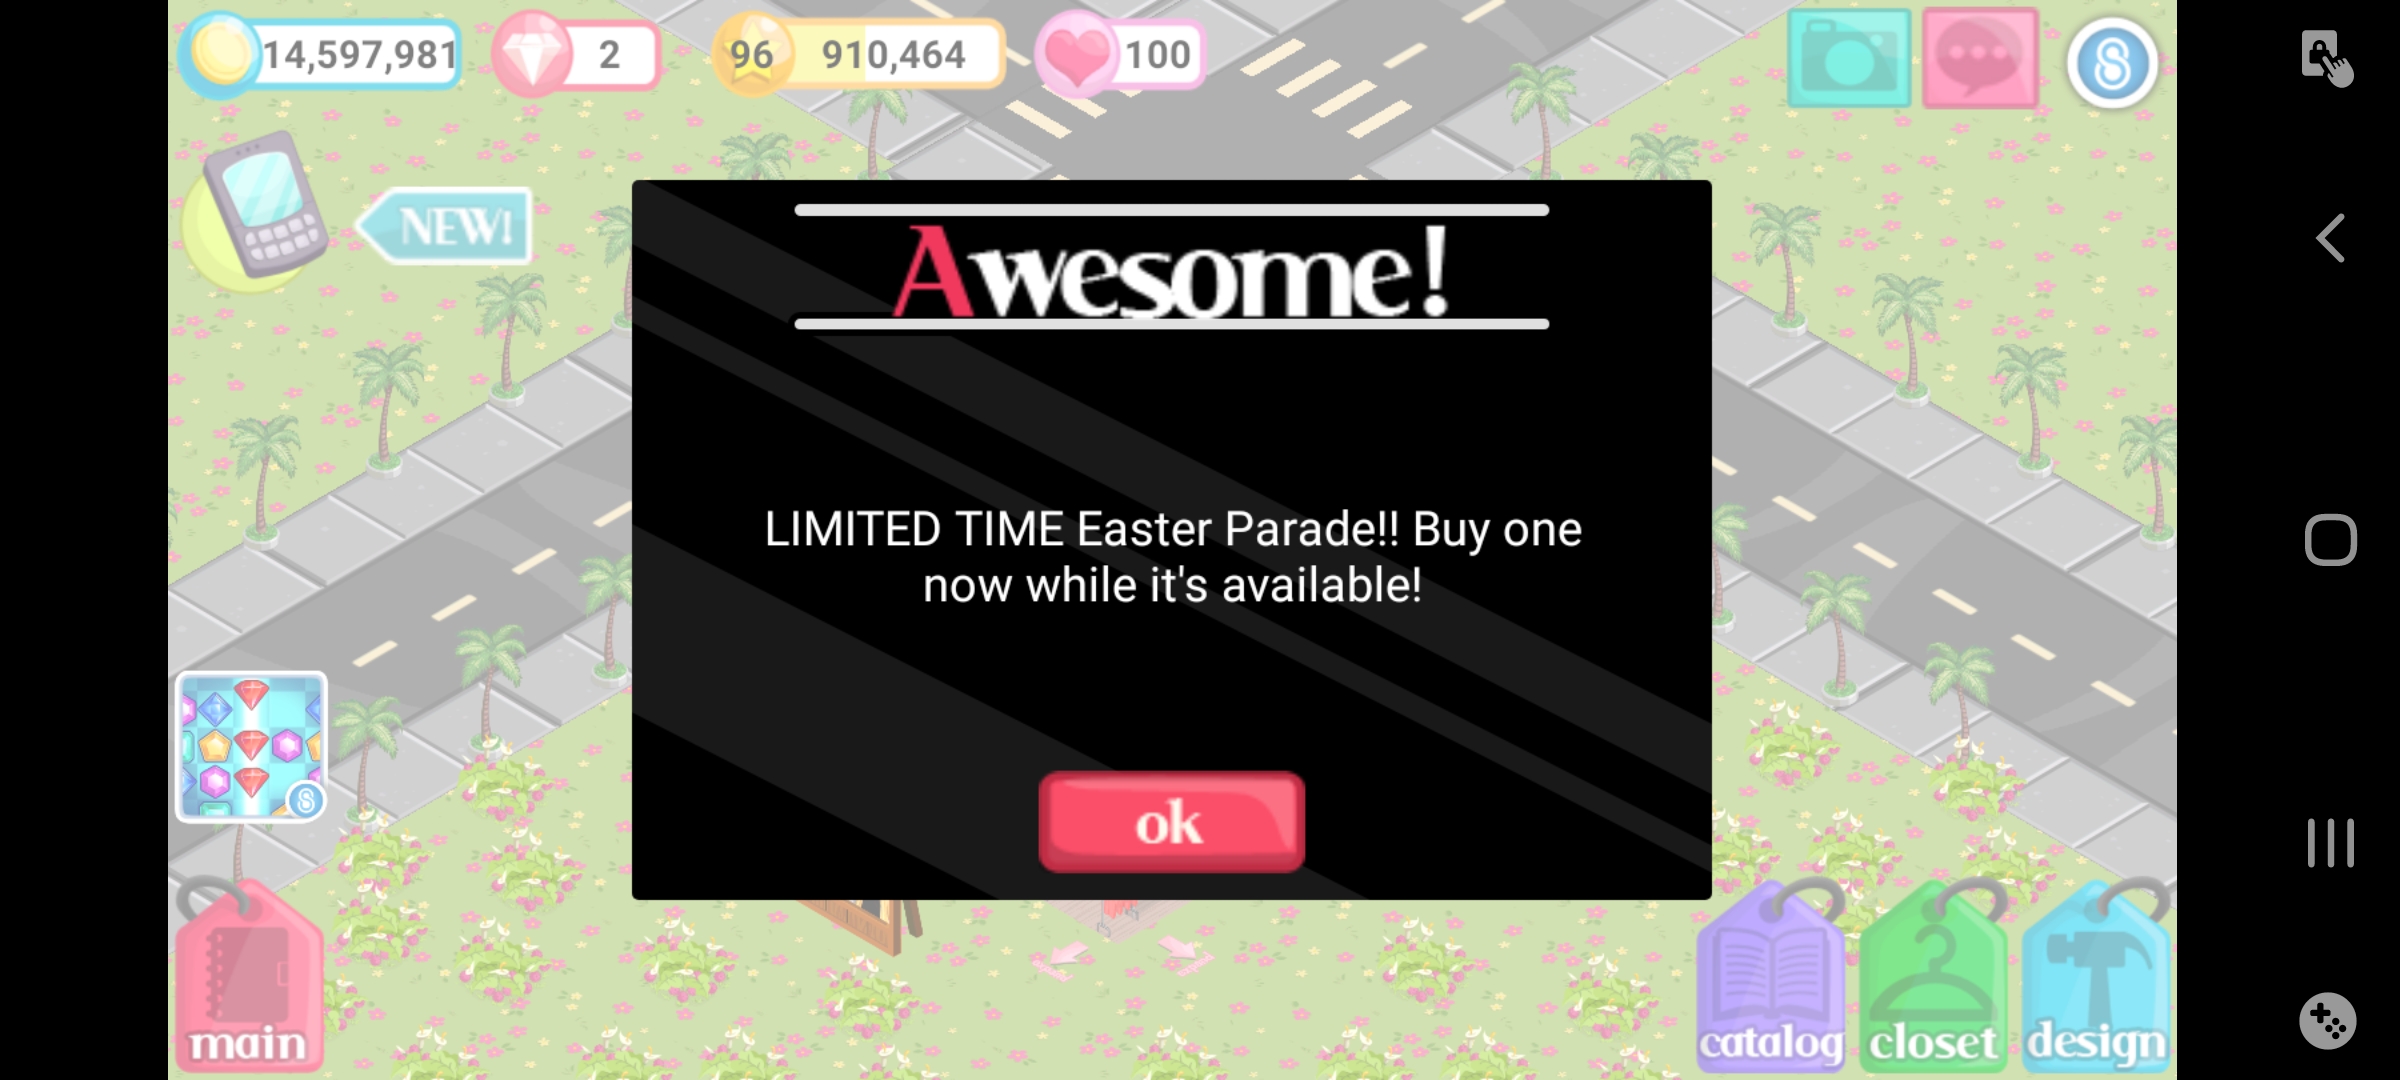 14,597,981
2
96
910,464
100
NEW!
Awesome!
LIMITED TIME Easter Parade!! Buy one
now while it's available!
ok
main
catalog
closet
design